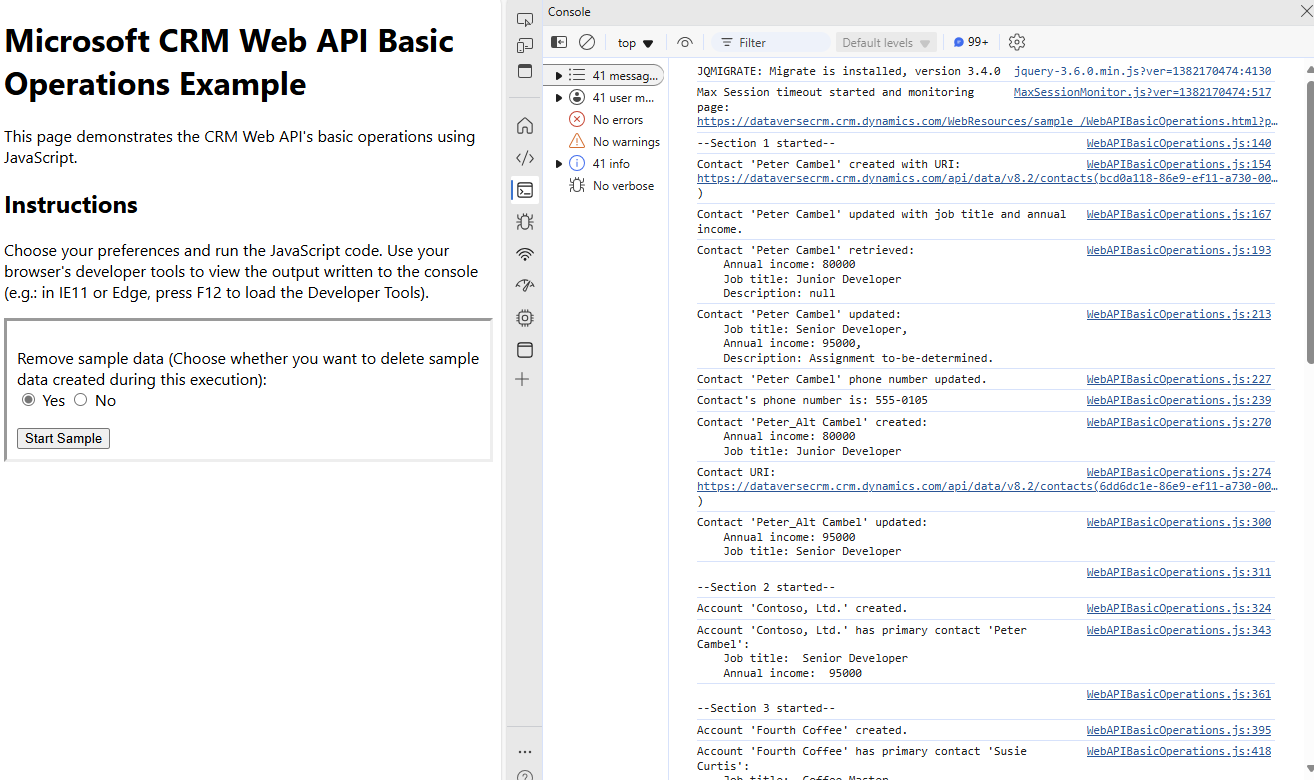 Microsoft CRM Web API Basic
Operations Example
This page demonstrates the CRM Web API's basic operations using
JavaScript.
Instructions
Choose your preferences and run the JavaScript code. Use your
browser's developer tools to view the output written to the console
(e.g.: in IE11 or Edge, press F12 to load the Developer Tools).
Remove sample data (Choose whether you want to delete sample
data created during this execution):
Yes No
Start Sample
Console
top Filter Default levels 99+
41 messag...
41 user m...
No errors
No warnings
41 info
No verbose
JQMIGRATE: Migrate is installed, version 3.4.0 jquery-3.6.0.min.js?ver=1382170474:4130
Max Session timeout started and monitoring MaxSessionMonitor.js?ver=1382170474:517
page:
https://dataversecrm.crm.dynamics.com/WebResources/sample_/WebAPIOperations.html?p…
--Section 1 started-- WebAPIBasicOperations.js:140
Contact 'Peter Cambel' created with URI: WebAPIBasicOperations.js:154
https://dataversecrm.crm.dynamics.com/api/data/v8.2/contacts(bcd0a118-86e9-ef11-a730-00…
)
Contact 'Peter Cambel' updated with job title and annual WebAPIBasicOperations.js:167
income.
Contact 'Peter Cambel' retrieved: WebAPIBasicOperations.js:193
Annual income: 80000
Job title: Junior Developer
Description: null
Contact 'Peter Cambel' updated: WebAPIBasicOperations.js:213
Job title: Senior Developer,
Annual income: 95000,
Description: Assignment to-be-determined.
Contact 'Peter Cambel' phone number updated. WebAPIBasicOperations.js:227
Contact's phone number is: 555-0105 WebAPIBasicOperations.js:239
Contact 'Peter_Alt Cambel' created: WebAPIBasicOperations.js:270
Annual income: 80000
Job title: Junior Developer
Contact URI: WebAPIBasicOperations.js:274
https://dataversecrm.crm.dynamics.com/api/data/v8.2/contacts(6dd6dc1e-86e9-ef11-a730-00…
)
Contact 'Peter_Alt Cambel' updated: WebAPIBasicOperations.js:300
Annual income: 95000
Job title: Senior Developer
WebAPIBasicOperations.js:311
--Section 2 started--
Account 'Contoso, Ltd.' created. WebAPIBasicOperations.js:324
Account 'Contoso, Ltd.' has primary contact 'Peter WebAPIBasicOperations.js:343
Cambel':
Job title: Senior Developer
Annual income: 95000
WebAPIBasicOperations.js:361
--Section 3 started--
Account 'Fourth Coffee' created. WebAPIBasicOperations.js:395
Account 'Fourth Coffee' has primary contact 'Susie WebAPIBasicOperations.js:418
Curtis':
Job title: Coffee Master